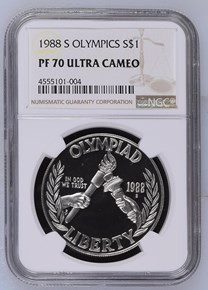 1988 S OLYMPICS S$1
PF 70 ULTRA CAMEO
4555101-004
NUMISMATIC GUARANTY CORPORATION
NGC
OLYMPIAD
IN GOD
WE TRUST
1988
S
LIBERTY